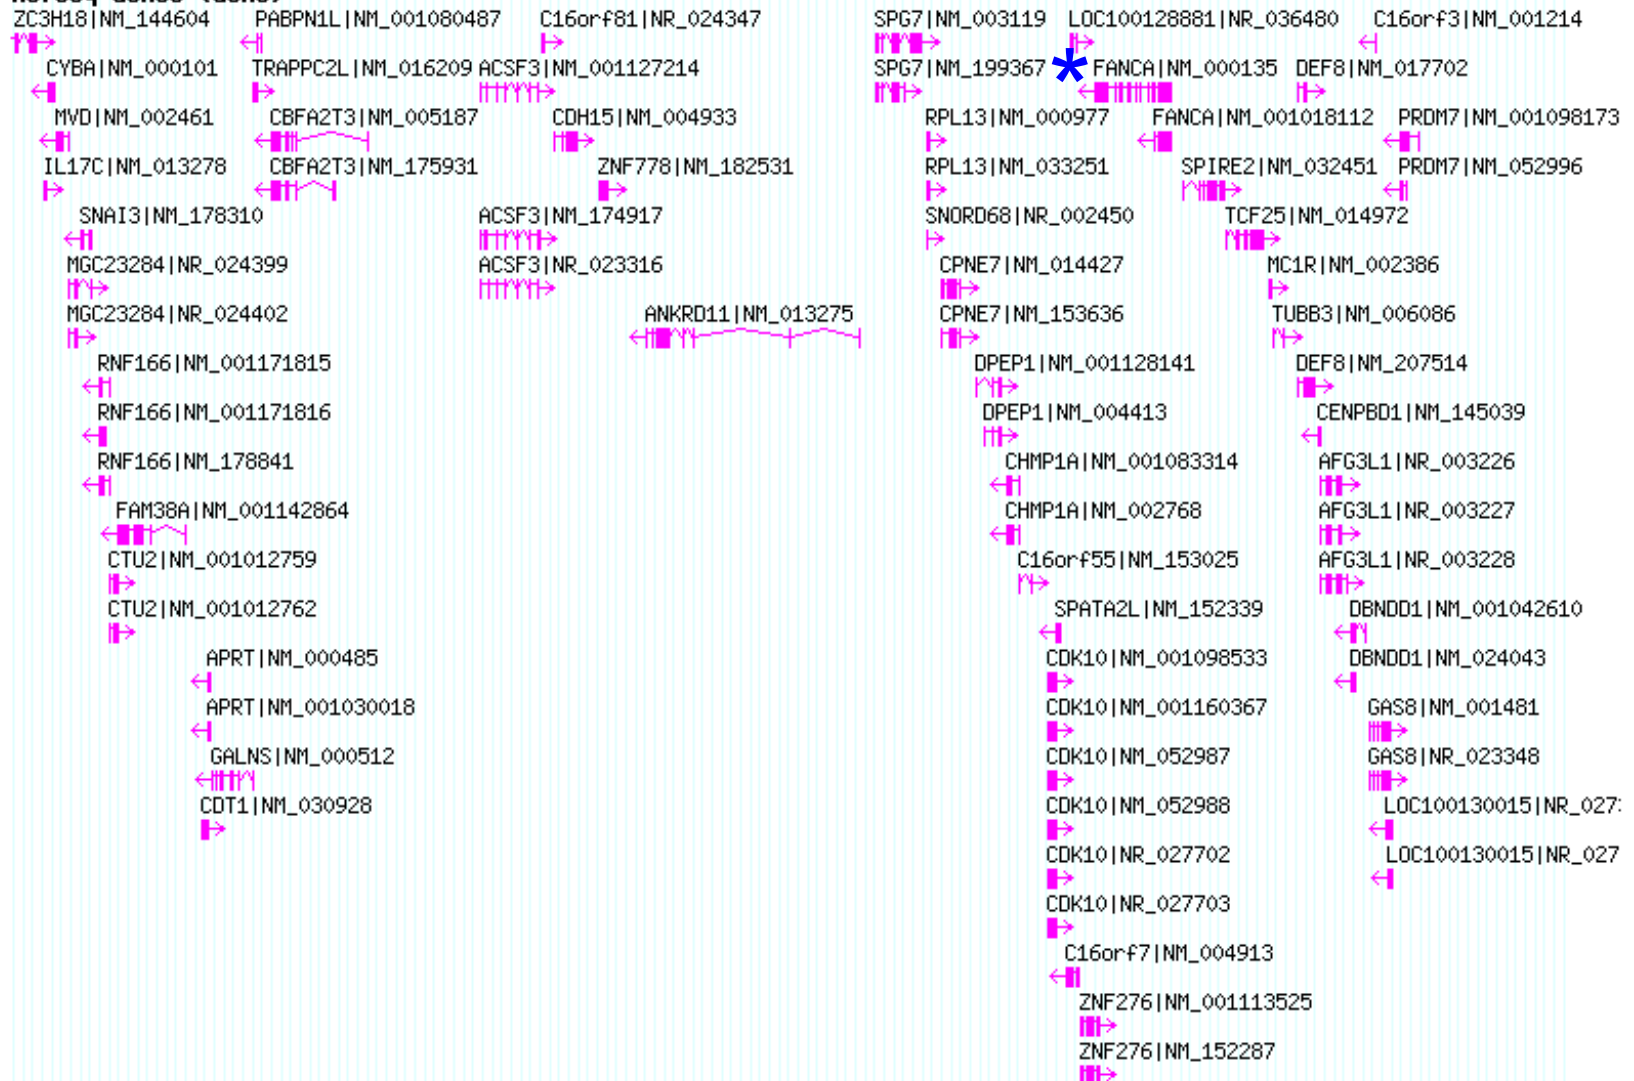 ZC3H18|NM_144604 PABPN1L|NM_001080487 C16orf81|NR_024347 SPG7|NM_003119 LOC100128881|NR_036480 C16orf3|NM_001214
CYBA|NM_000101 TRAPPC2L|NM_016209 ACSF3|NM_001127214 SPG7|NM_199367 * FANCA|NM_000135 DEF8|NM_017702
MVD|NM_002461 CBFA2T3|NM_005187 CDH15|NM_004933 RPL13|NM_000977 FANCA|NM_001018112 PRDM7|NM_001098173
IL17C|NM_013278 CBFA2T3|NM_175931 ZNF778|NM_182531 RPL13|NM_033251 SPIRE2|NM_032451 PRDM7|NM_052996
SNAI3|NM_178310 ACSF3|NM_174917 SNORD68|NR_002450 TCF25|NM_014972
MGC23284|NR_024399 ACSF3|NR_023316 CPNE7|NM_014427 MC1R|NM_002386
MGC23284|NR_024402 ANKRD11|NM_013275 CPNE7|NM_153636 TUBB3|NM_006086
RNF166|NM_001171815 DPEP1|NM_001128141 DEF8|NM_207514
RNF166|NM_001171816 DPEP1|NM_004413 CENPBD1|NM_145039
RNF166|NM_178841 CHMP1A|NM_001083314 AFG3L1|NR_003226
FAM38A|NM_001142864 CHMP1A|NM_002768 AFG3L1|NR_003227
CTU2|NM_001012759 C16orf55|NM_153025 AFG3L1|NR_003228
CTU2|NM_001012762 SPATA2L|NM_152339 DBNDD1|NM_001042610
APRT|NM_000485 CDK10|NM_001098533 DBNDD1|NM_024043
APRT|NM_001030018 CDK10|NM_001160367 GAS8|NM_001481
GALNS|NM_000512 CDK10|NM_052987 GAS8|NR_023348
CDT1|NM_030928 CDK10|NM_052988 LOC100130015|NR_027
CDK10|NR_027702 LOC100130015|NR_027
CDK10|NR_027703
C16orf7|NM_004913
ZNF276|NM_001113525
ZNF276|NM_152287